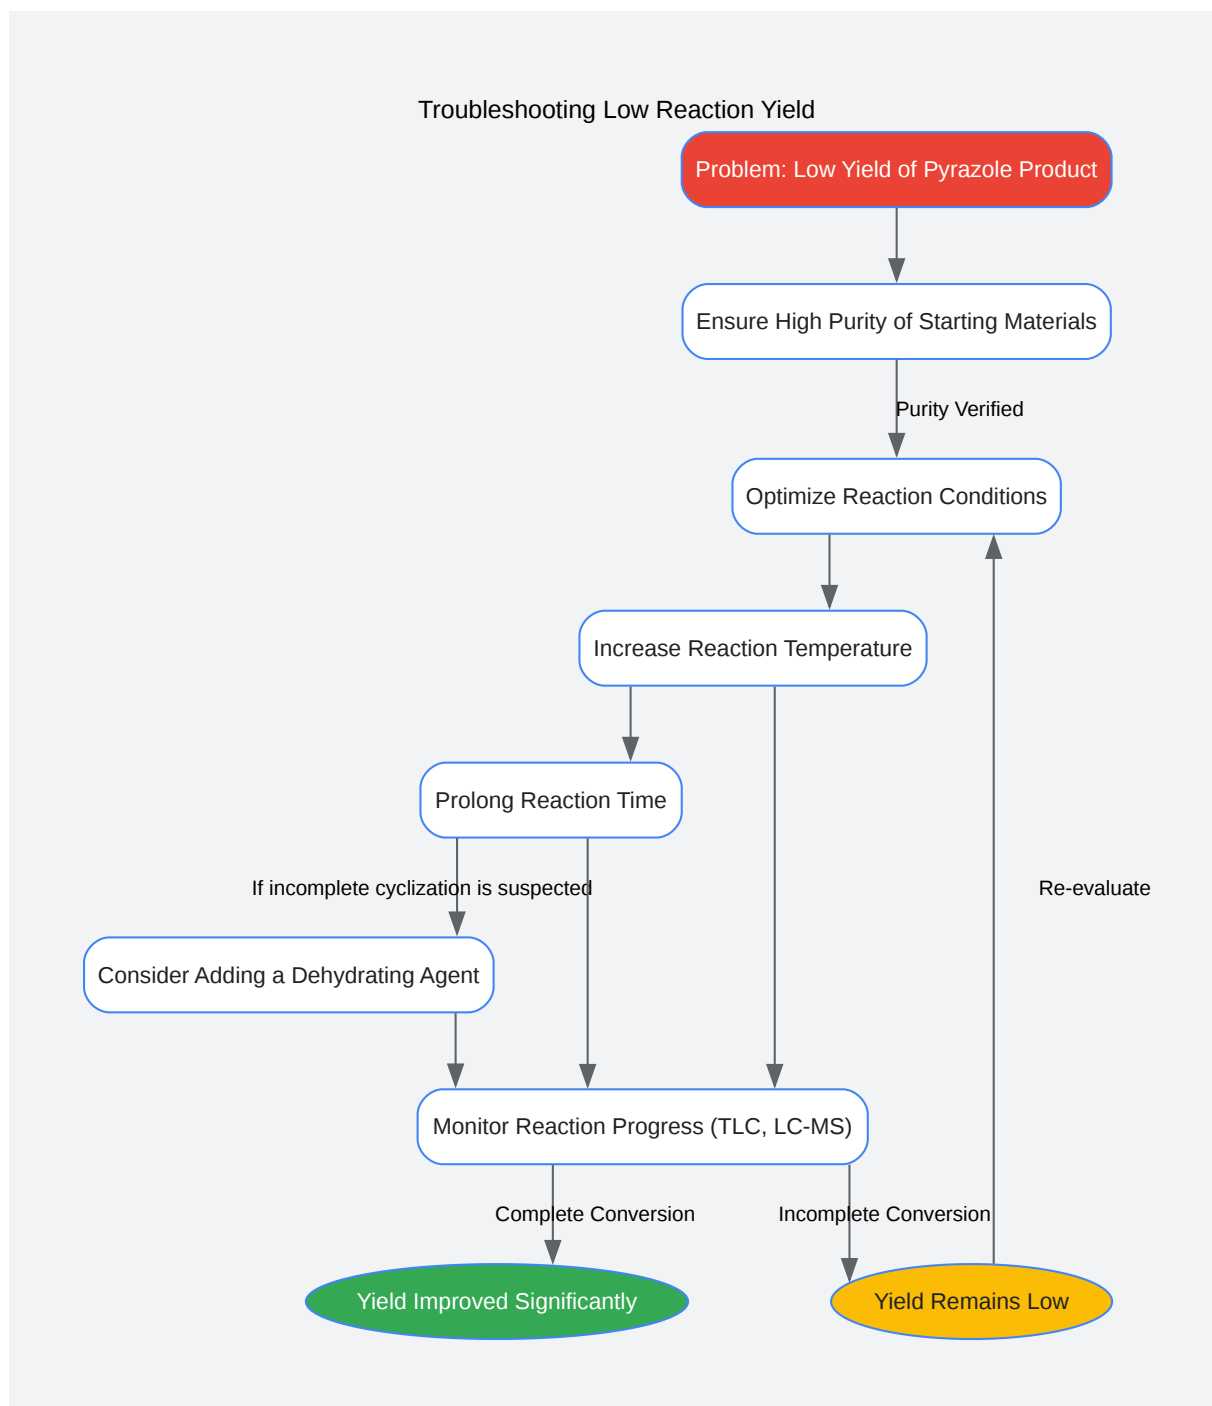 Troubleshooting Low Reaction Yield
Problem: Low Yield of Pyrazole Product
Ensure High Purity of Starting Materials
Purity Verified
Optimize Reaction Conditions
Increase Reaction Temperature
Prolong Reaction Time
If incomplete cyclization is suspected
Re-evaluate
Consider Adding a Dehydrating Agent
Monitor Reaction Progress (TLC, LC-MS)
Complete Conversion
Incomplete Conversion
Yield Improved Significantly
Yield Remains Low